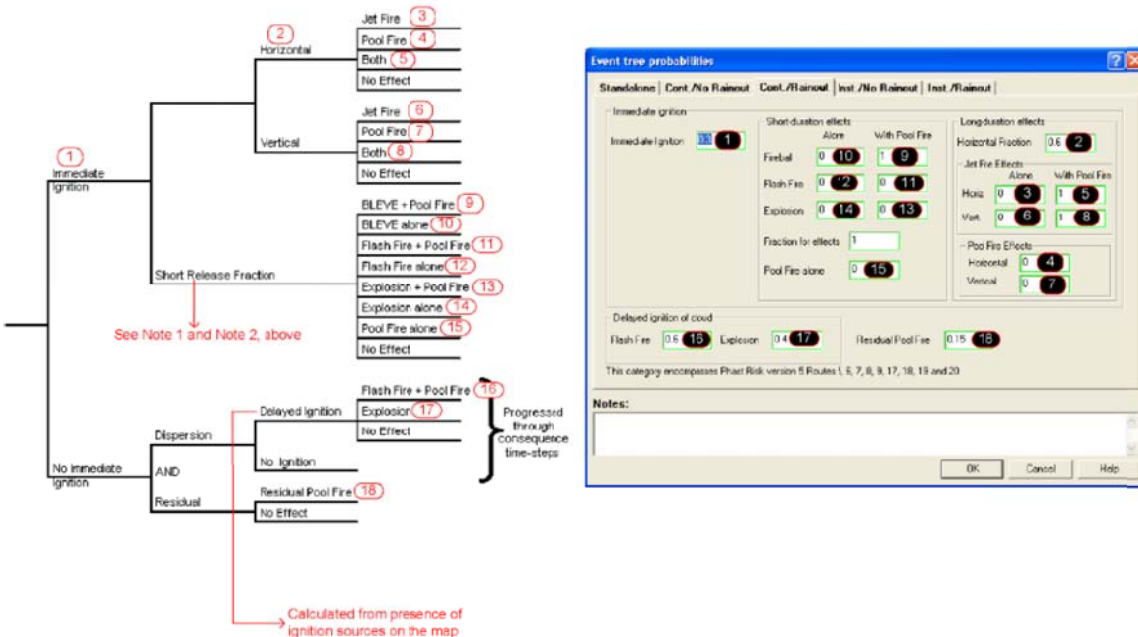 Jet Fire 3
2 Pool Fire 4
Horizontal
Both 5
No Effect
Jet Fire 6
Pool Fire 7
Vertical
Both 8
No Effect
1
Immediate
Ignition
BLEVE + Pool Fire 9
BLEVE alone 10
Flash Fire + Pool Fire 11
Flash Fire alone 12
Short Release Fraction
Explosion + Pool Fire 13
Explosion alone 14
Pool Fire alone 15
No Effect
See Note 1 and Note 2, above
Flash Fire + Pool Fire 16
Delayed Ignition
Explosion 17
No Effect
Progressed
through
consequence
time-steps
Dispersion
No Ignition
No Immediate
Ignition
AND
Residual
Residual Pool Fire 18
No Effect
Calculated from presence of
ignition sources on the map
Event tree probabilities
Standalone Cont./No Rainout Cont./Rainout Inst./No Rainout Inst./Rainout
Immediate ignition
Immediate Ignition 0.3 1
Short-duration effects
Alone With Pool Fire
Fireball 0 10 1 9
Flash Fire 0 12 0 11
Explosion 0 14 0 13
Fraction for effects 1
Pool Fire alone 0 15
Long-duration effects
Horizontal Fraction 0.6 2
Jet Fire Effects
Alone With Pool Fire
Horiz 0 3 1 5
Vert. 0 6 1 8
Pool Fire Effects
Horizontal 0 4
Vertical 0 7
Delayed ignition of cloud
Flash Fire 0.6 16 Explosion 0.4 17 Residual Pool Fire 0.15 18
This category encompasses Phast Risk version 5 Routes 6, 7, 8, 9, 17, 18, 19 and 20
Notes:
OK Cancel Help